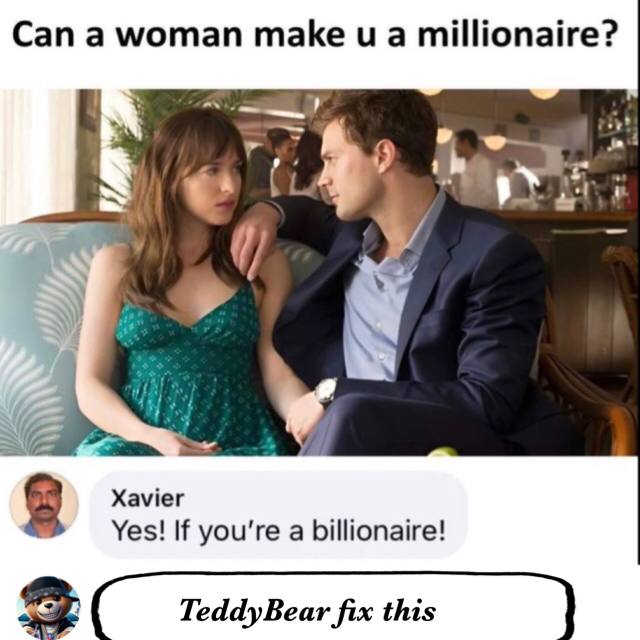 Can a woman make u a millionaire?
Xavier
Yes! If you're a billionaire!
TeddyBear fix this